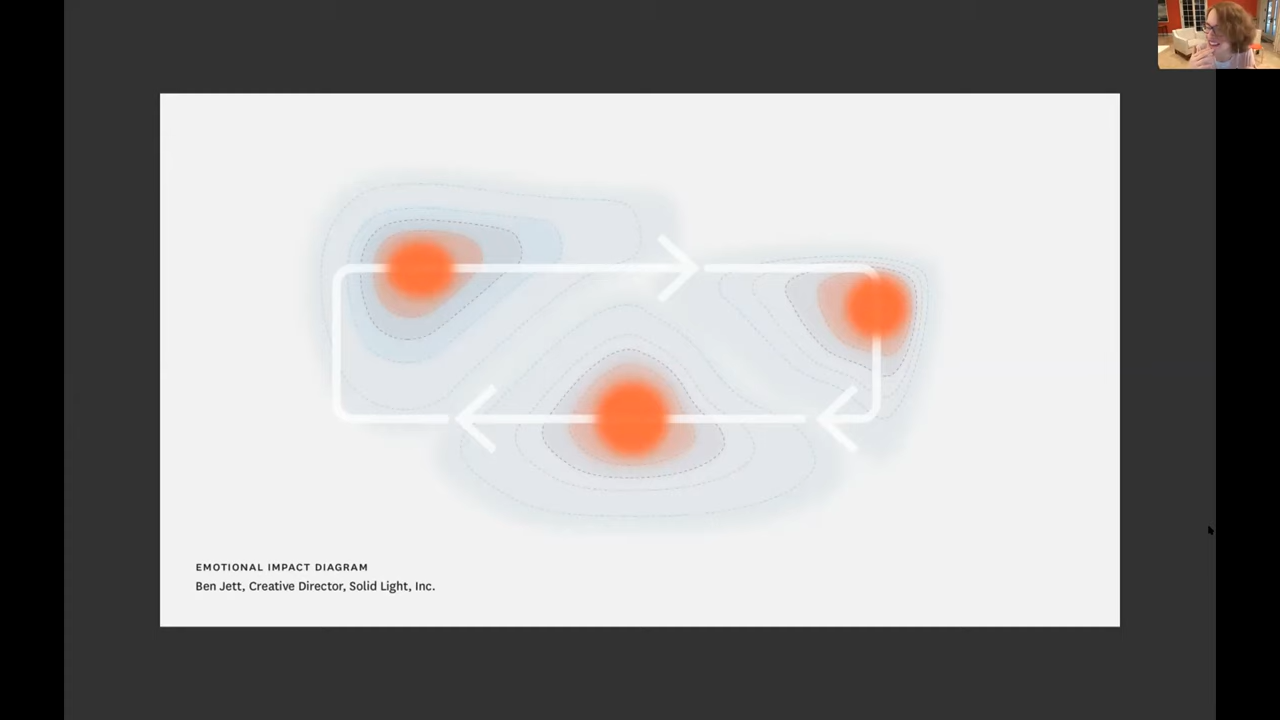 EMOTIONAL IMPACT DIAGRAM
Ben Jett, Creative Director, Solid Light, Inc.